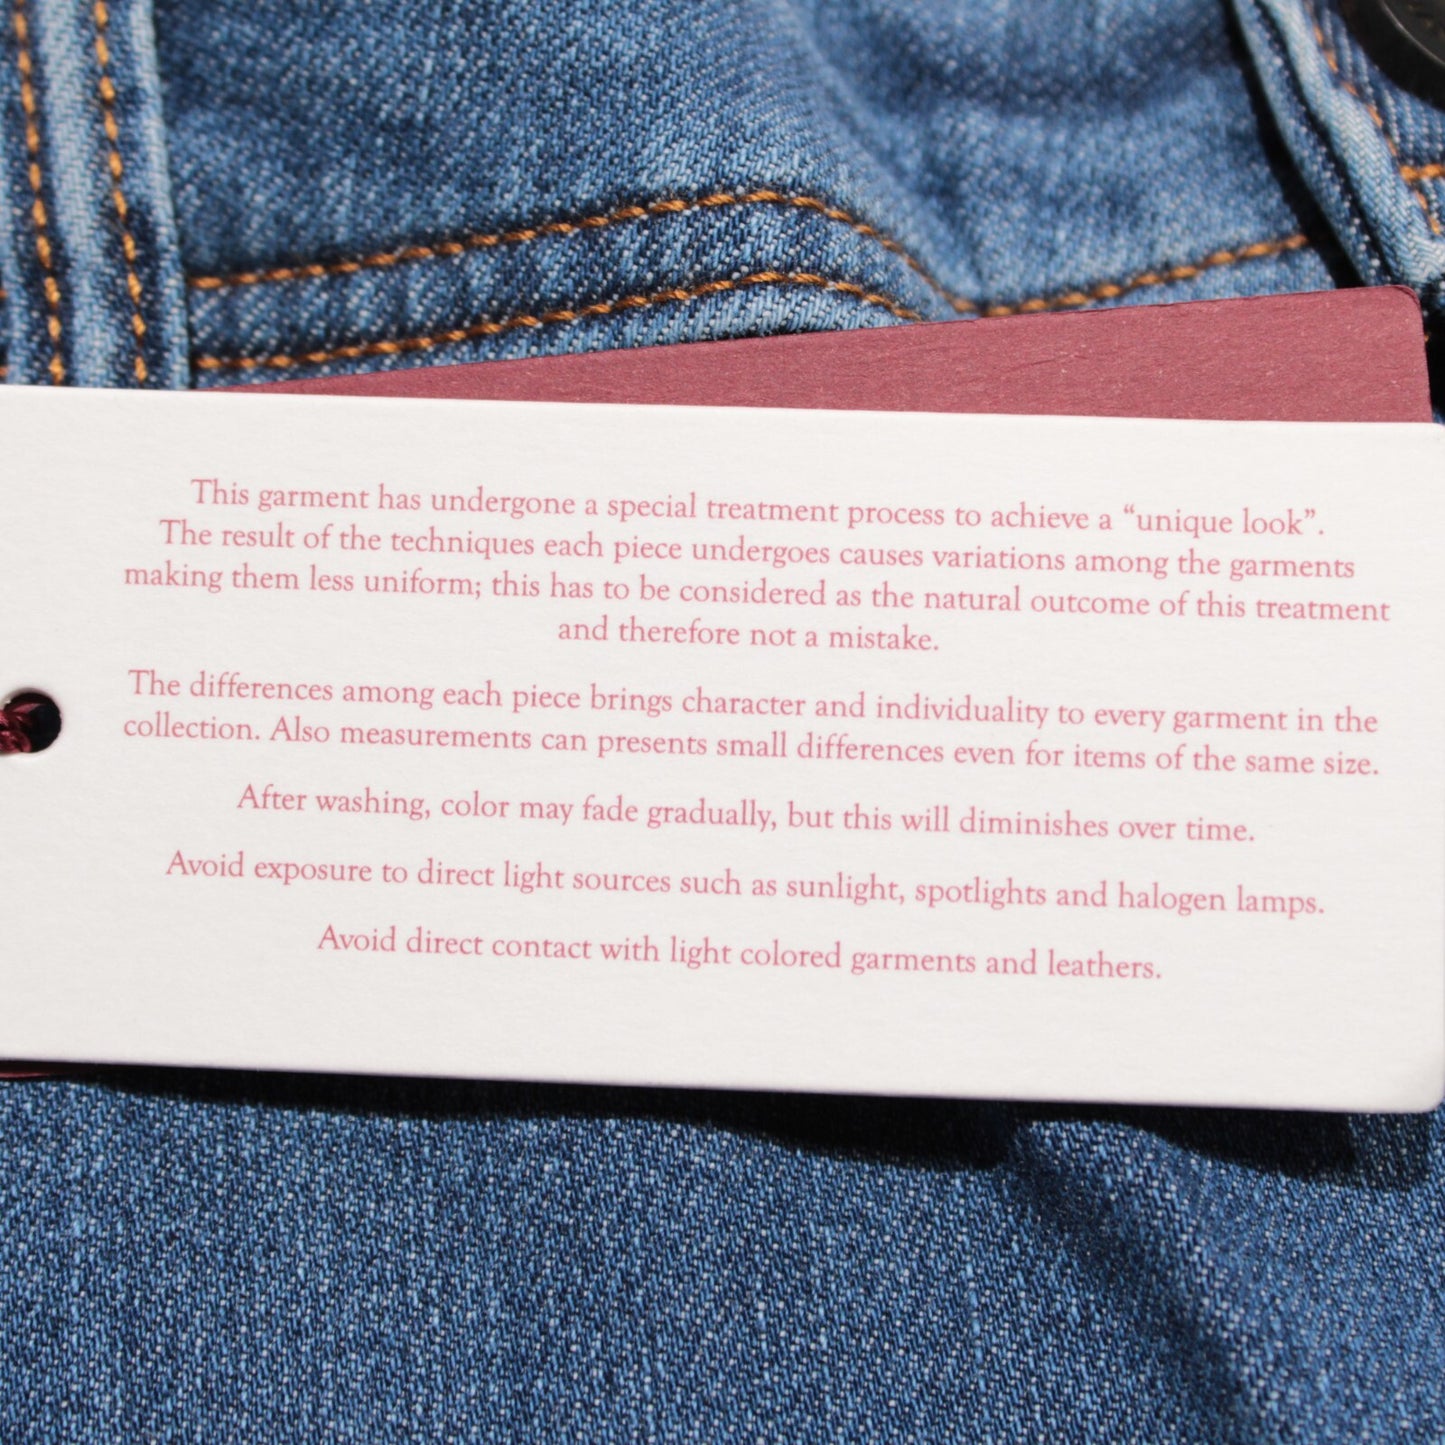 This garment has undergone a special treatment process to achieve a “unique look”.
The result of the techniques each piece undergoes causes variations among the garments
making them less uniform; this has to be considered as the natural outcome of this treatment
and therefore not a mistake.
The differences among each piece brings character and individuality to every garment in the
collection. Also measurements can presents small differences even for items of the same size.
After washing, color may fade gradually, but this will diminishes over time.
Avoid exposure to direct light sources such as sunlight, spotlights and halogen lamps.
Avoid direct contact with light colored garments and leathers.